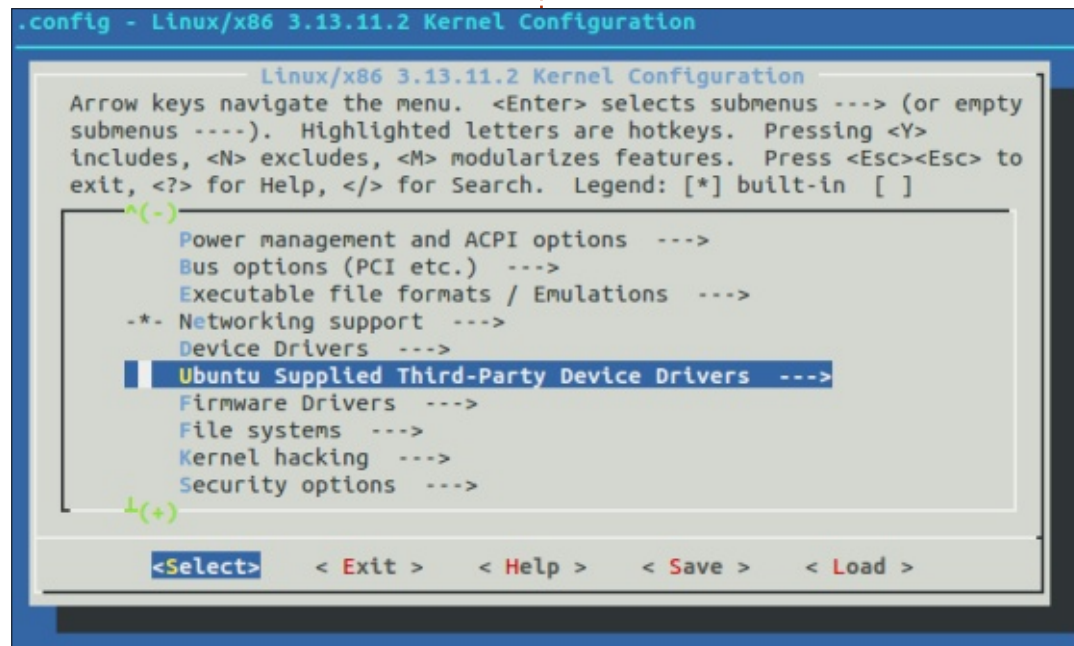 .config - Linux/x86 3.13.11.2 Kernel Configuration
Linux/x86 3.13.11.2 Kernel Configuration
Arrow keys navigate the menu.  <Enter> selects submenus ---> (or empty
submenus ----).  Highlighted letters are hotkeys.  Pressing <Y>
includes, <N> excludes, <M> modularizes features.  Press <Esc><Esc> to
exit, <?> for Help, </> for Search.  Legend: [*] built-in  [ ]
^(-)
Power management and ACPI options  --->
Bus options (PCI etc.)  --->
Executable file formats / Emulations  --->
-*- Networking support  --->
Device Drivers  --->
Ubuntu Supplied Third-Party Device Drivers  --->
Firmware Drivers  --->
File systems  --->
Kernel hacking  --->
Security options  --->
┴(+)
<Select>    < Exit >    < Help >    < Save >    < Load >